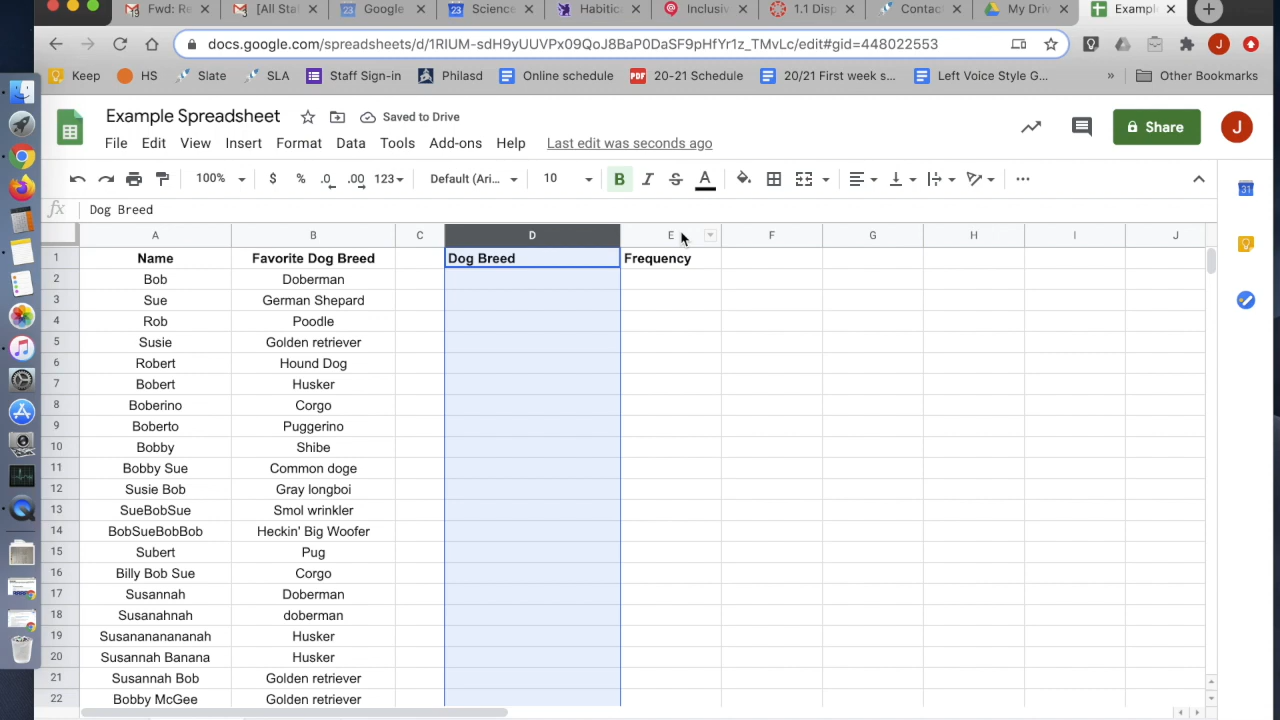 Fwd: Re
[All Stat
Google
Science
Habitica
Inclusiv
1.1 Disp
Contact
My Driv
Examp
docs.google.com/spreadsheets/d/1RIUM-sdH9yUUVPx09QoJ8BaP0DaSF9pHfYr1z_TMvLc/edit#gid=448022553
J
Keep HS Slate SLA Staff Sign-in Philasd Online schedule PDF 20-21 Schedule 20/21 First week s... Left Voice Style G... » Other Bookmarks
Example Spreadsheet Saved to Drive
File Edit View Insert Format Data Tools Add-ons Help Last edit was seconds ago
Share J
100% $ % .0 .00 123 Default (Ari... 10 B I S A
fx Dog Breed
A B C D E F G H I J
1 Name Favorite Dog Breed Dog Breed Frequency
2 Bob Doberman
3 Sue German Shepard
4 Rob Poodle
5 Susie Golden retriever
6 Robert Hound Dog
7 Bobert Husker
8 Boberino Corgo
9 Boberto Puggerino
10 Bobby Shibe
11 Bobby Sue Common doge
12 Susie Bob Gray longboi
13 SueBobSue Smol wrinkler
14 BobSueBobBob Heckin' Big Woofer
15 Subert Pug
16 Billy Bob Sue Corgo
17 Susannah Doberman
18 Susanahnah doberman
19 Susananananah Husker
20 Susannah Banana Husker
21 Susannah Bob Golden retriever
22 Bobby McGee Golden retriever